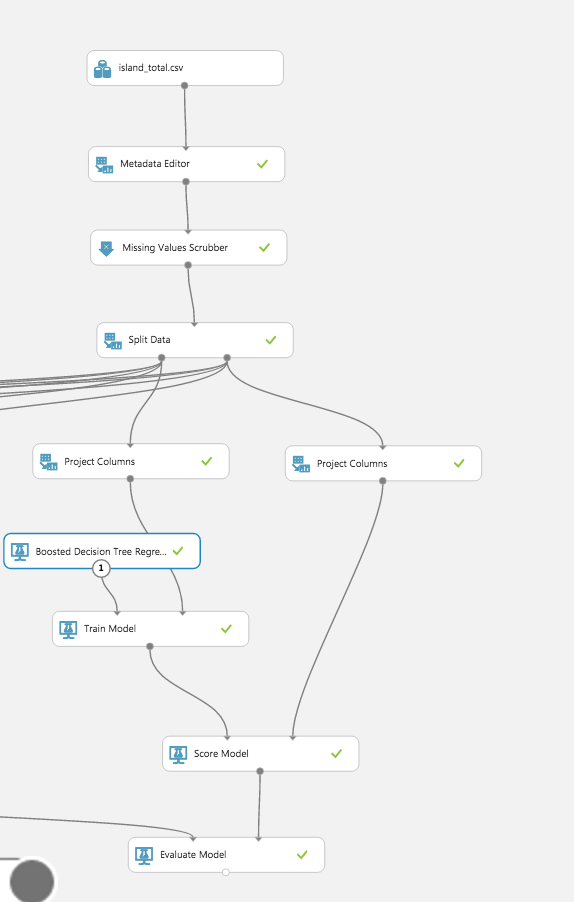 island_total.csv
Metadata Editor
Missing Values Scrubber
Split Data
Project Columns
Project Columns
Boosted Decision Tree Regre...
1
Train Model
Score Model
Evaluate Model